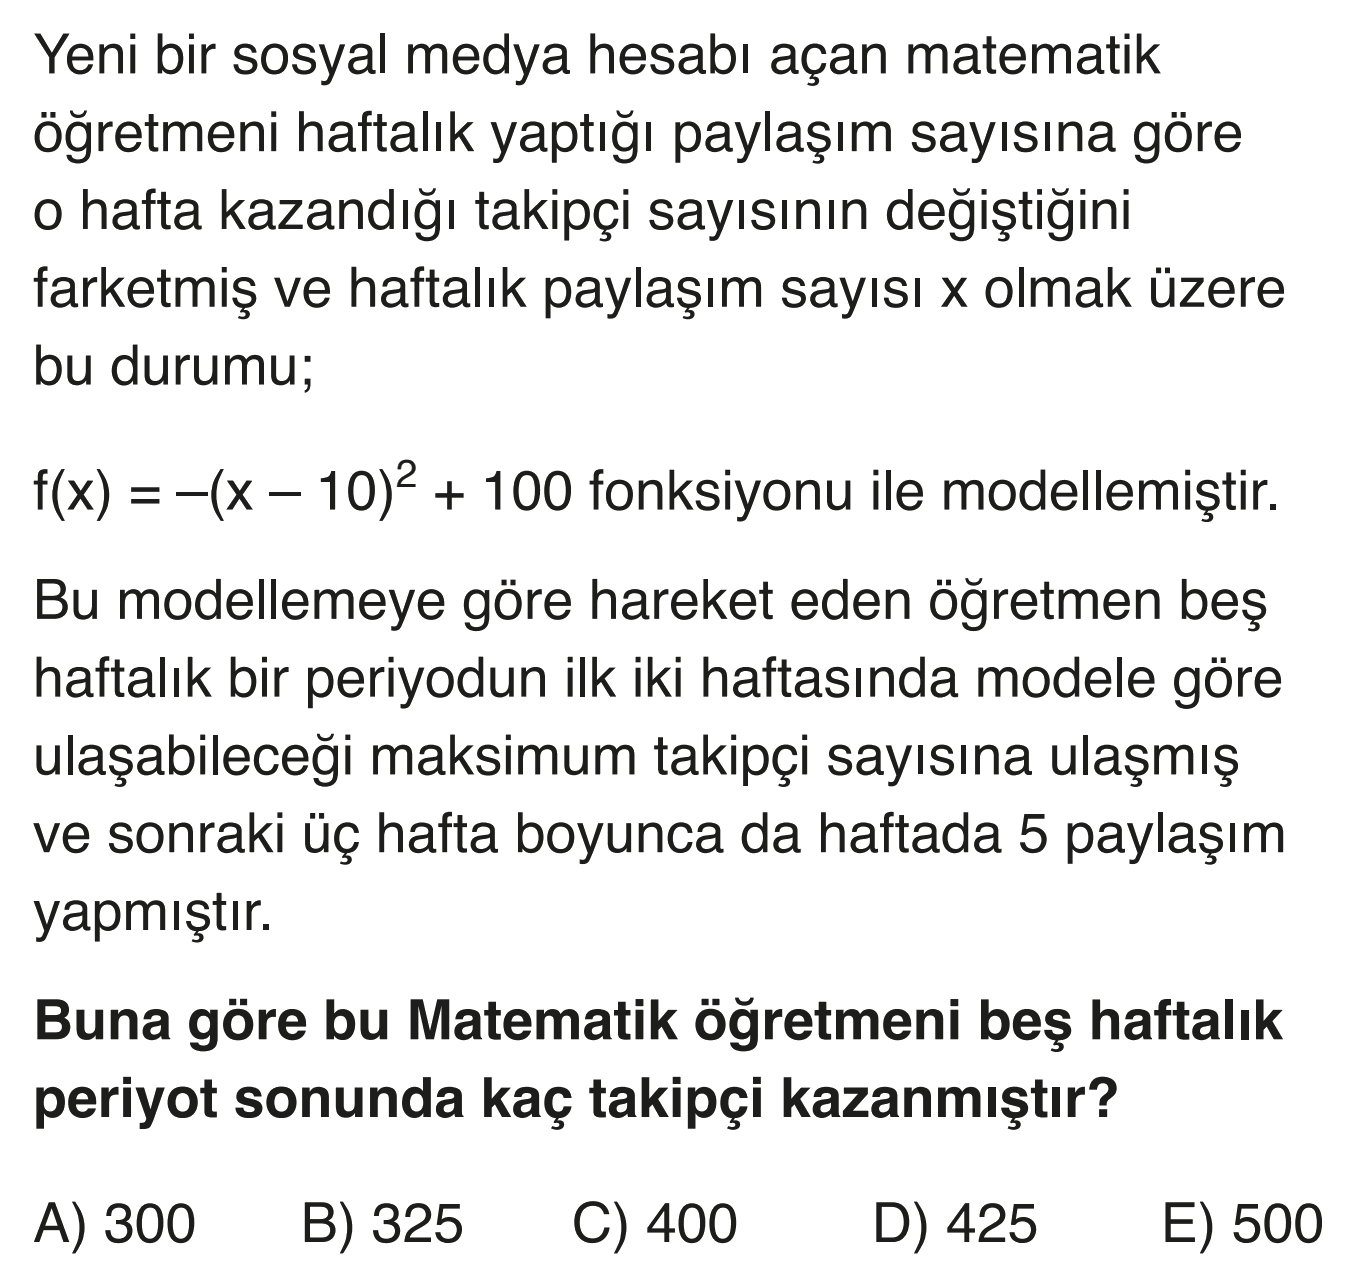 Yeni bir sosyal medya hesabı açan matematik
öğretmeni haftalık yaptığı paylaşım sayısına göre
o hafta kazandığı takipçi sayısının değiştiğini
farketmiş ve haftalık paylaşım sayısı x olmak üzere
bu durumu;
f(x) = –(x – 10)² + 100 fonksiyonu ile modellemiştir.
Bu modellemeye göre hareket eden öğretmen beş
haftalık bir periyodun ilk iki haftasında modele göre
ulaşabileceği maksimum takipçi sayısına ulaşmış
ve sonraki üç hafta boyunca da haftada 5 paylaşım
yapmıştır.
Buna göre bu Matematik öğretmeni beş haftalık
periyot sonunda kaç takipçi kazanmıştır?
A) 300 B) 325 C) 400 D) 425 E) 500